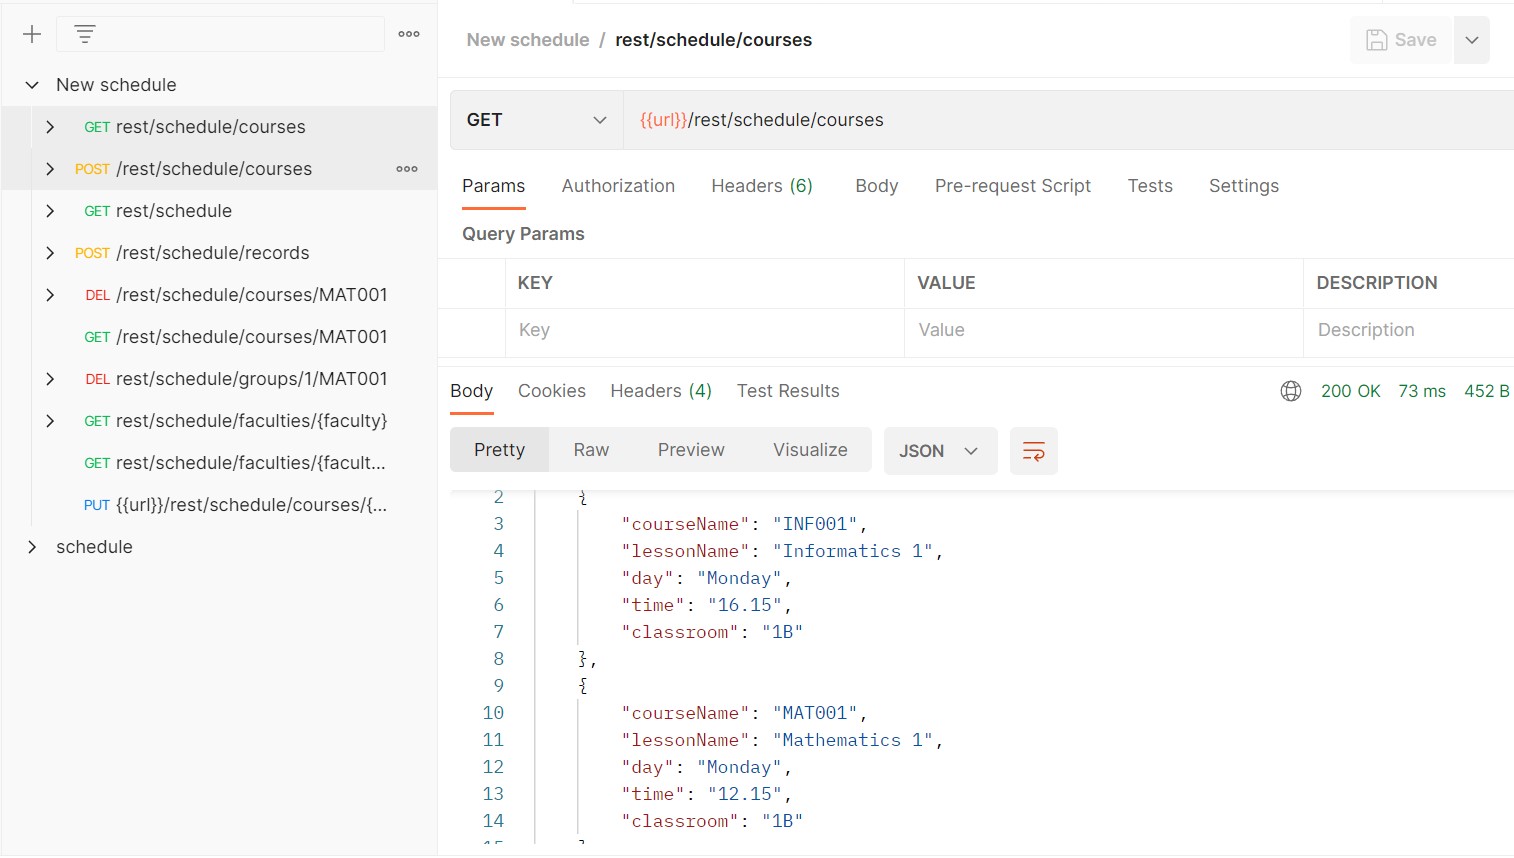 New schedule
GET rest/schedule/courses
POST /rest/schedule/courses
GET rest/schedule
POST /rest/schedule/records
DEL /rest/schedule/courses/MAT001
GET /rest/schedule/courses/MAT001
DEL rest/schedule/groups/1/MAT001
GET rest/schedule/faculties/{faculty}
GET rest/schedule/faculties/{facult...
PUT {{url}}/rest/schedule/courses/{...
schedule
New schedule / rest/schedule/courses
Save
GET {{url}}/rest/schedule/courses
Params Authorization Headers (6) Body Pre-request Script Tests Settings
Query Params
KEY VALUE DESCRIPTION
Key Value Description
Body Cookies Headers (4) Test Results 200 OK 73 ms 452 B
Pretty Raw Preview Visualize JSON
2 {
3 "courseName": "INF001",
4 "lessonName": "Informatics 1",
5 "day": "Monday",
6 "time": "16.15",
7 "classroom": "1B"
8 },
9 {
10 "courseName": "MAT001",
11 "lessonName": "Mathematics 1",
12 "day": "Monday",
13 "time": "12.15",
14 "classroom": "1B"